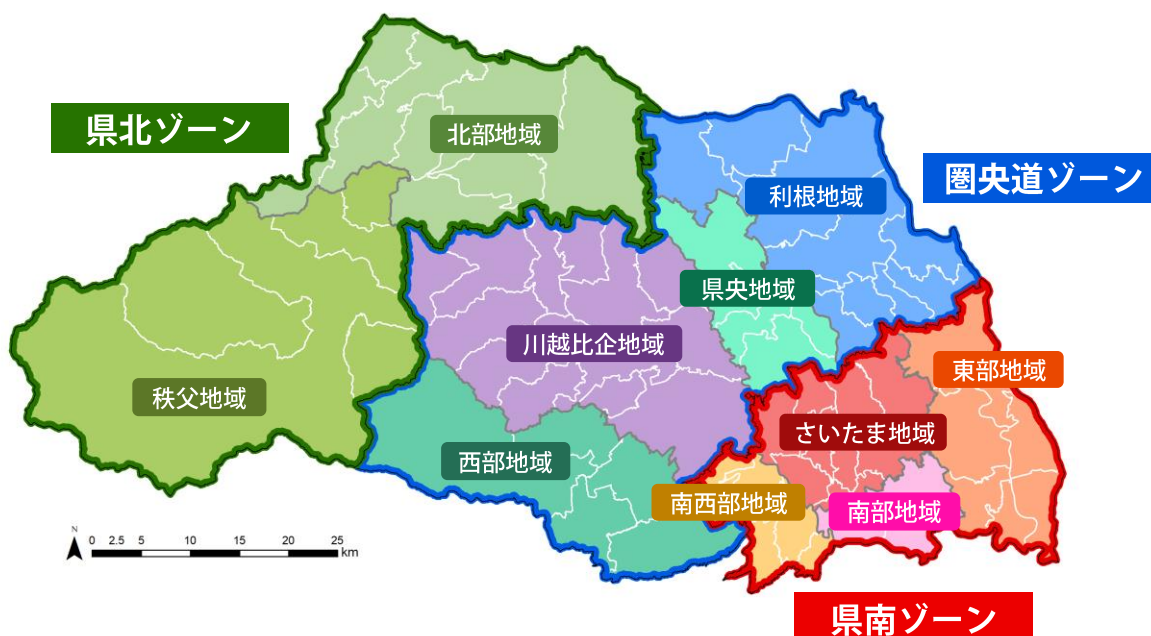 県北ゾーン
北部地域
圏央道ゾーン
利根地域
県央地域
川越比企地域
東部地域
秩父地域
さいたま地域
西部地域
南西部地域
南部地域
N
0 2.5 5 10 15 20 25
km
県南ゾーン